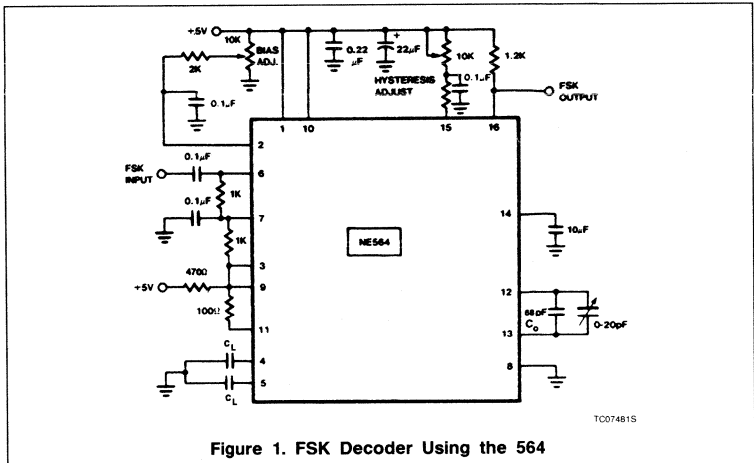 +5V
10K
BIAS
ADJ.
2K
0.1μF
0.22
μF
+
22μF
10K
1.2K
HYSTERESIS
ADJUST
0.1μF
FSK
OUTPUT
1
10
15
16
2
0.1μF
FSK
INPUT
6
1K
0.1μF
7
1K
NE564
14
10μF
3
470Ω
+5V
9
100Ω
11
12
68pF
C₀
0-20pF
13
CL
4
5
CL
8
TC07481S
Figure 1. FSK Decoder Using the 564